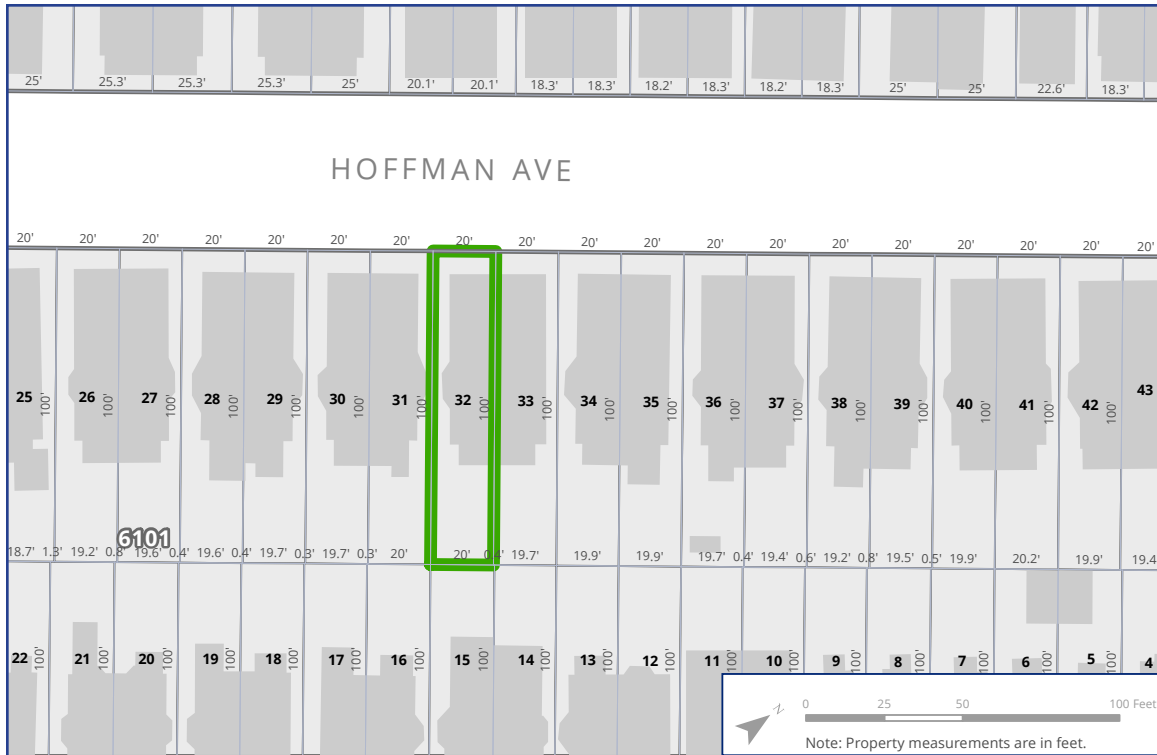 25' 25.3' 25.3' 25.3' 25' 20.1' 20.1' 18.3' 18.3' 18.2' 18.3' 18.2' 18.3' 25' 25' 22.6' 18.3'
HOFFMAN AVE
20' 20' 20' 20' 20' 20' 20' 20' 20' 20' 20' 20' 20' 20' 20' 20' 20' 20' 20'
25 100' 26 100' 27 100' 28 100' 29 100' 30 100' 31 100' 32 100' 33 100' 34 100' 35 100' 36 100' 37 100' 38 100' 39 100' 40 100' 41 100' 42 100' 43
6101
18.7' 1.3' 19.2' 0.8' 19.6' 0.4' 19.6' 0.4' 19.7' 0.3' 19.7' 0.3' 20' 20' 0.4' 19.7' 19.9' 19.9' 19.7' 0.4' 19.4' 0.6' 19.2' 0.8' 19.5' 0.5' 19.9' 20.2' 19.9' 19.4
22 100' 21 100' 20 100' 19 100' 18 100' 17 100' 16 100' 15 100' 14 100' 13 100' 12 100' 11 100' 10 100' 9 100' 8 100' 7 100' 6 100' 5 100' 4
N 0 25 50 100 Feet
Note: Property measurements are in feet.